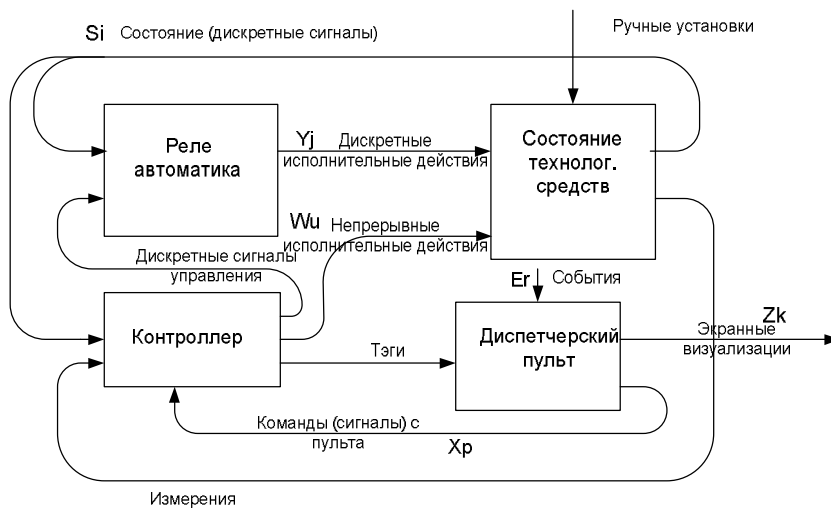 Si Состояние (дискретные сигналы)
Ручные установки
Реле
автоматика
Yj Дискретные
исполнительные действия
Состояние
технолог.
средств
Wu Непрерывные
исполнительные действия
Дискретные сигналы
управления
Er События
Контроллер
Тэги
Диспетчерский
пульт
Zk
Экранные
визуализации
Команды (сигналы) с
пульта
Xp
Измерения